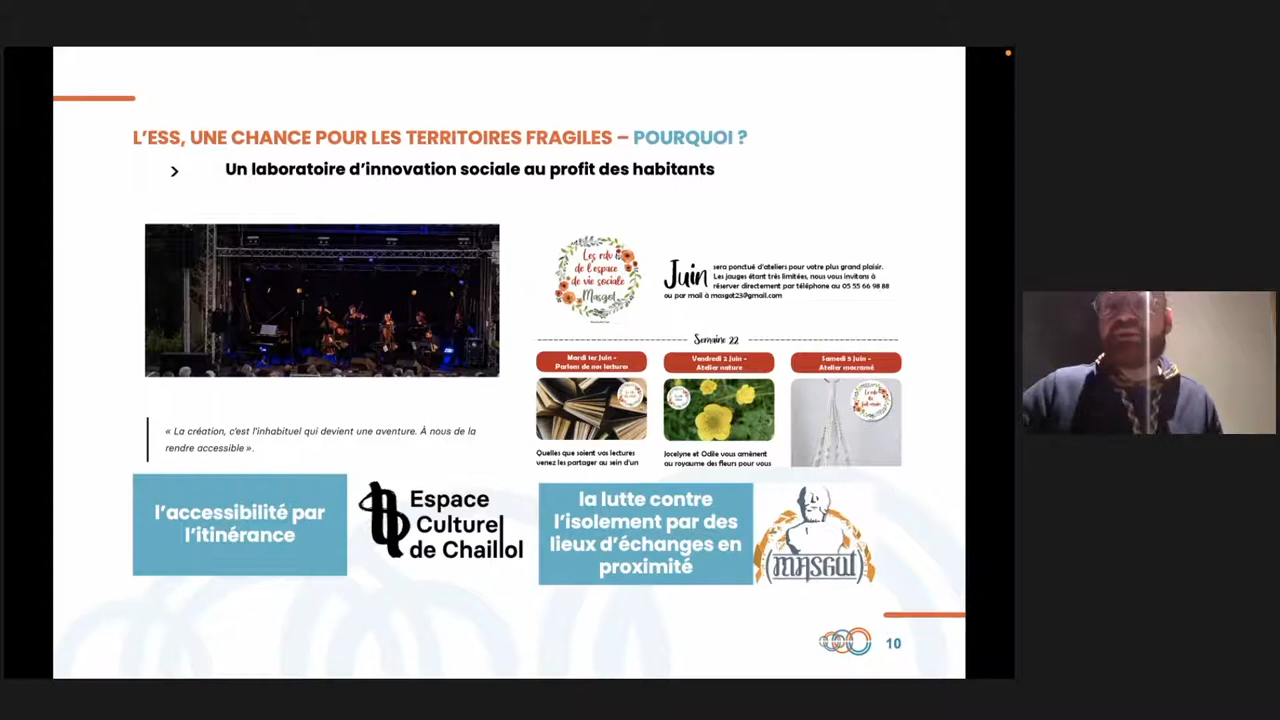 L'ESS, UNE CHANCE POUR LES TERRITOIRES FRAGILES – POURQUOI ?
> Un laboratoire d'innovation sociale au profit des habitants
Les rdv
de l'espace
de vie sociale
Masgot
Juin sera ponctué d'ateliers pour votre plus grand plaisir.
Les jauges étant très limitées, nous vous invitons à
réserver directement par téléphone au 05 55 66 98 88
ou par mail à masgot23@gmail.com
Semaine 22
Mardi 1er Juin -
Parlons de nos lectures
Vendredi 2 Juin -
Atelier nature
Samedi 5 Juin -
Atelier macramé
Quelles que soient vos lectures
venez les partager au sein d'un
Jocelyne et Odile vous amènent
au royaume des fleurs pour vous
« La création, c'est l'inhabituel qui devient une aventure. À nous de la
rendre accessible ».
l'accessibilité par
l'itinérance
Espace
Culturel
de Chaillol
la lutte contre
l'isolement par des
lieux d'échanges en
proximité
MASGOT
10